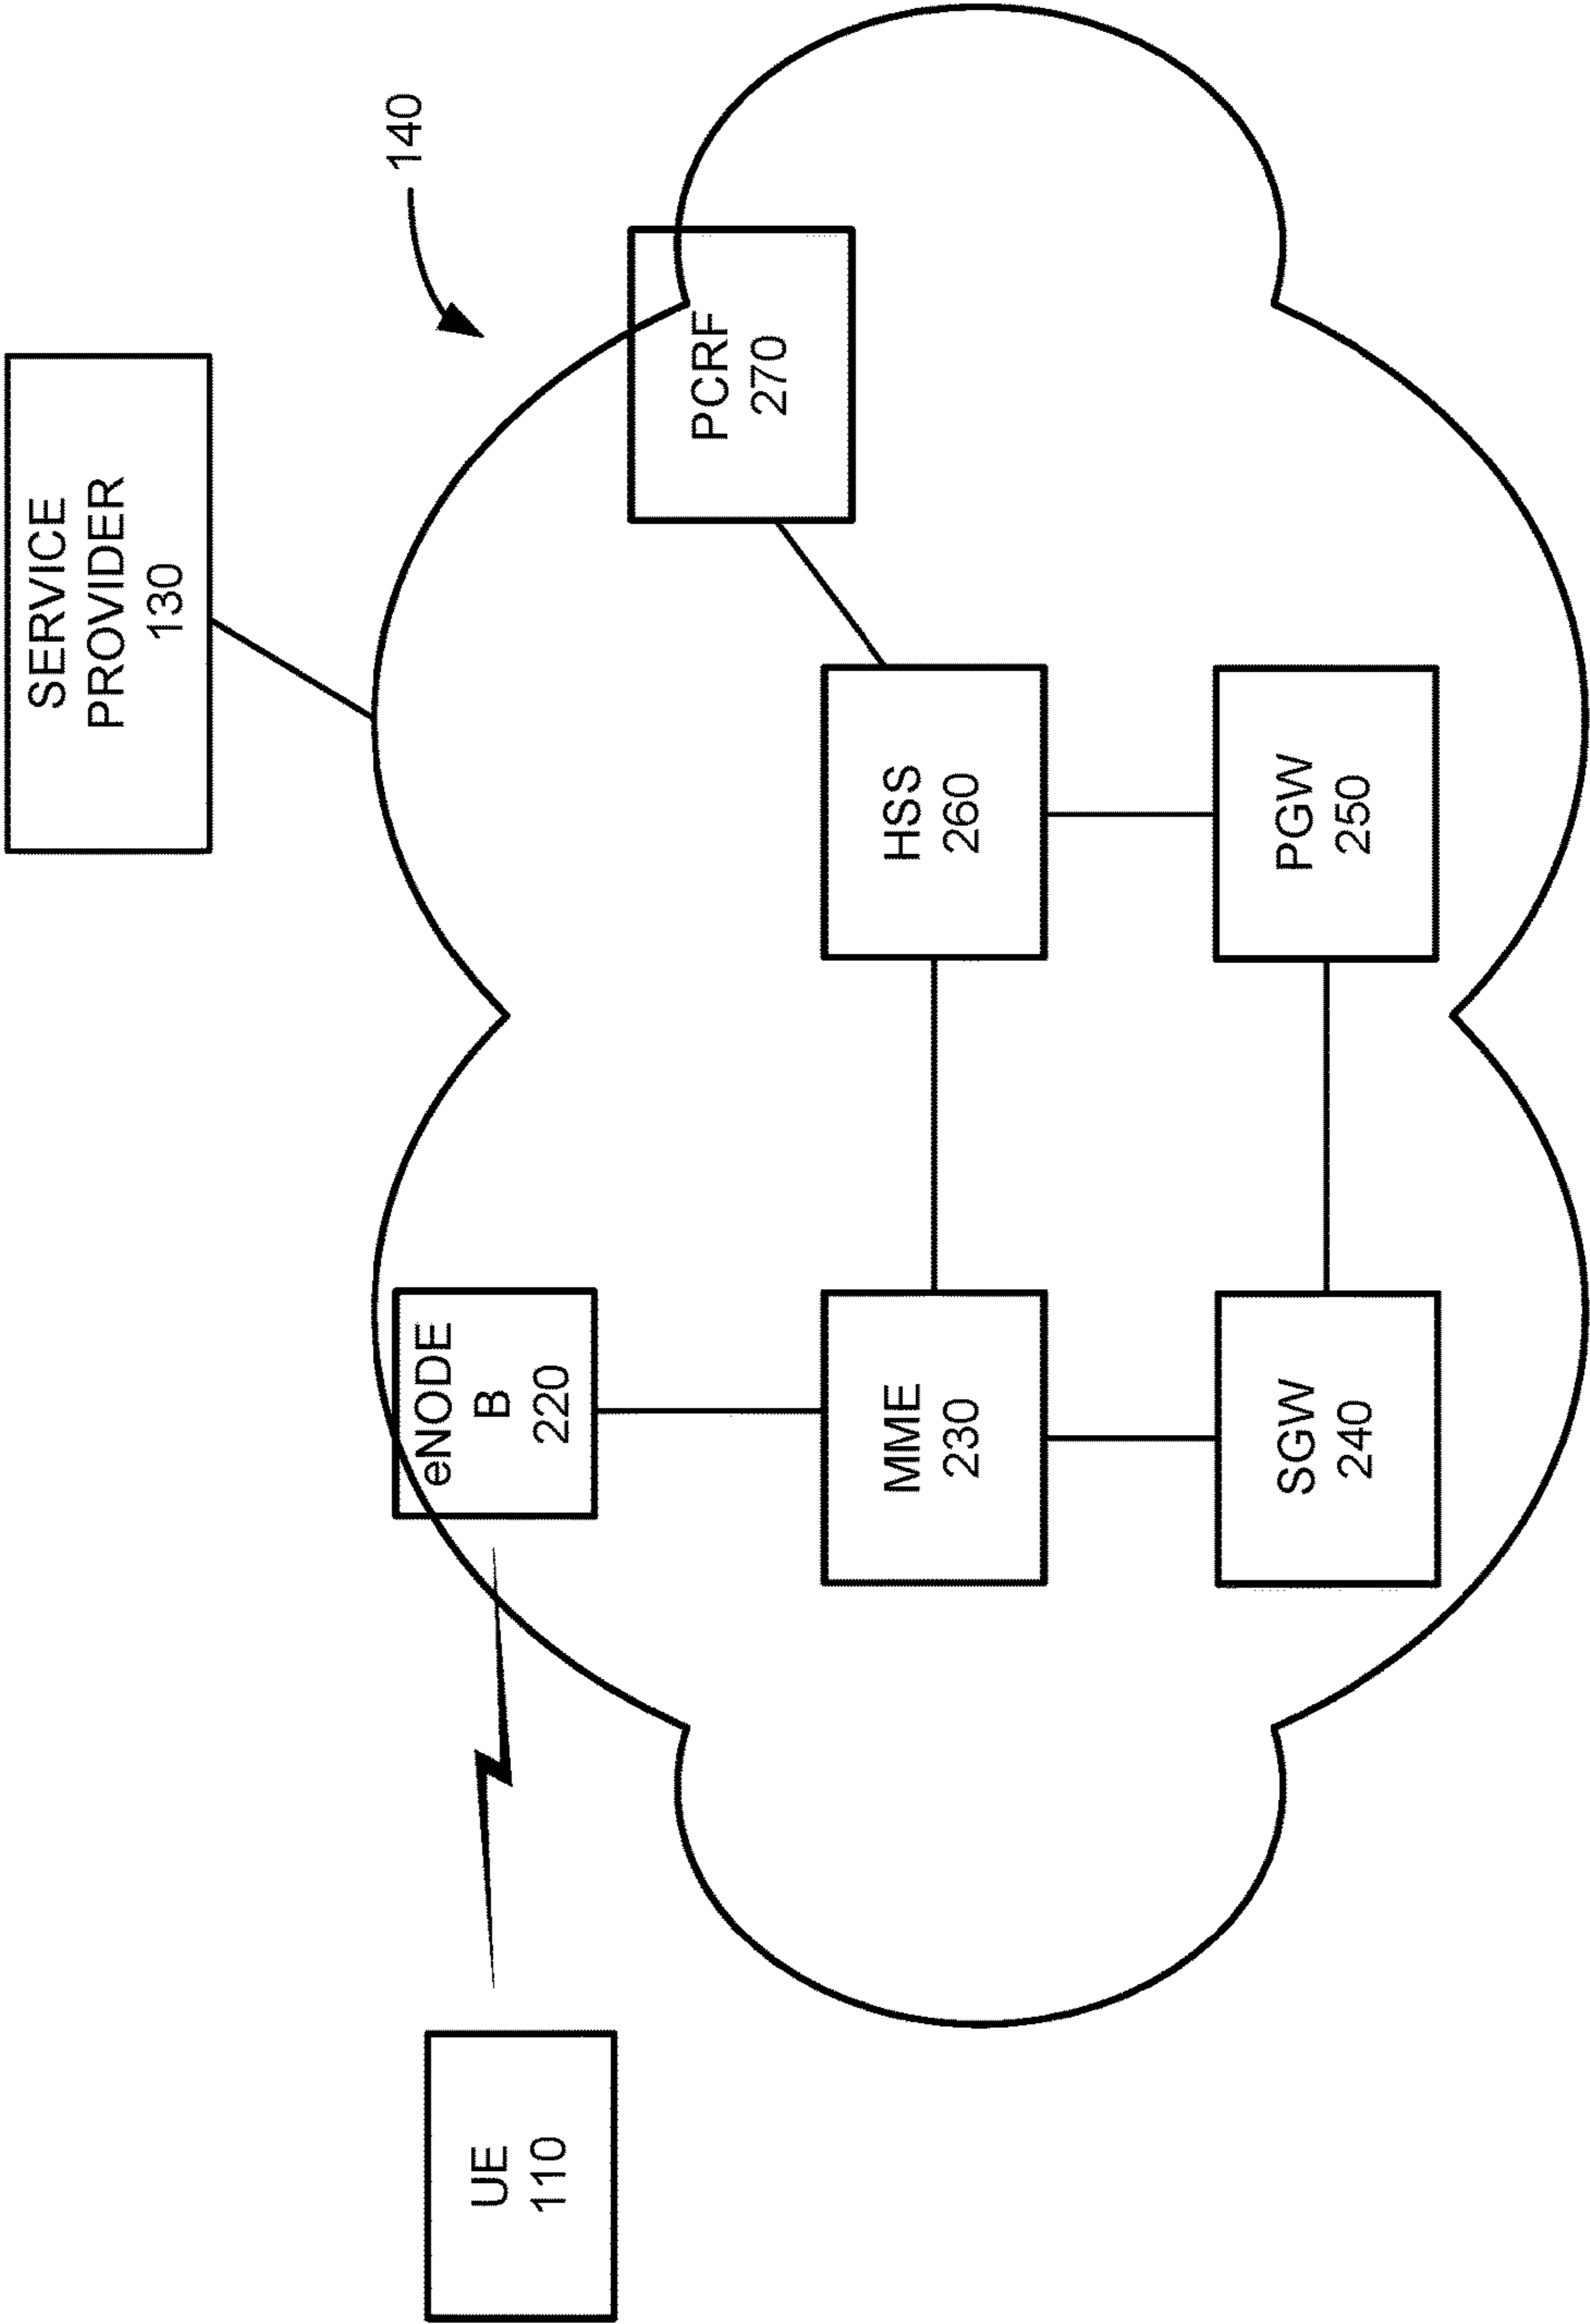 SERVICE
PROVIDER
130
140
UE
110
eNODE
B
220
PCRF
270
MME
230
HSS
260
SGW
240
PGW
250